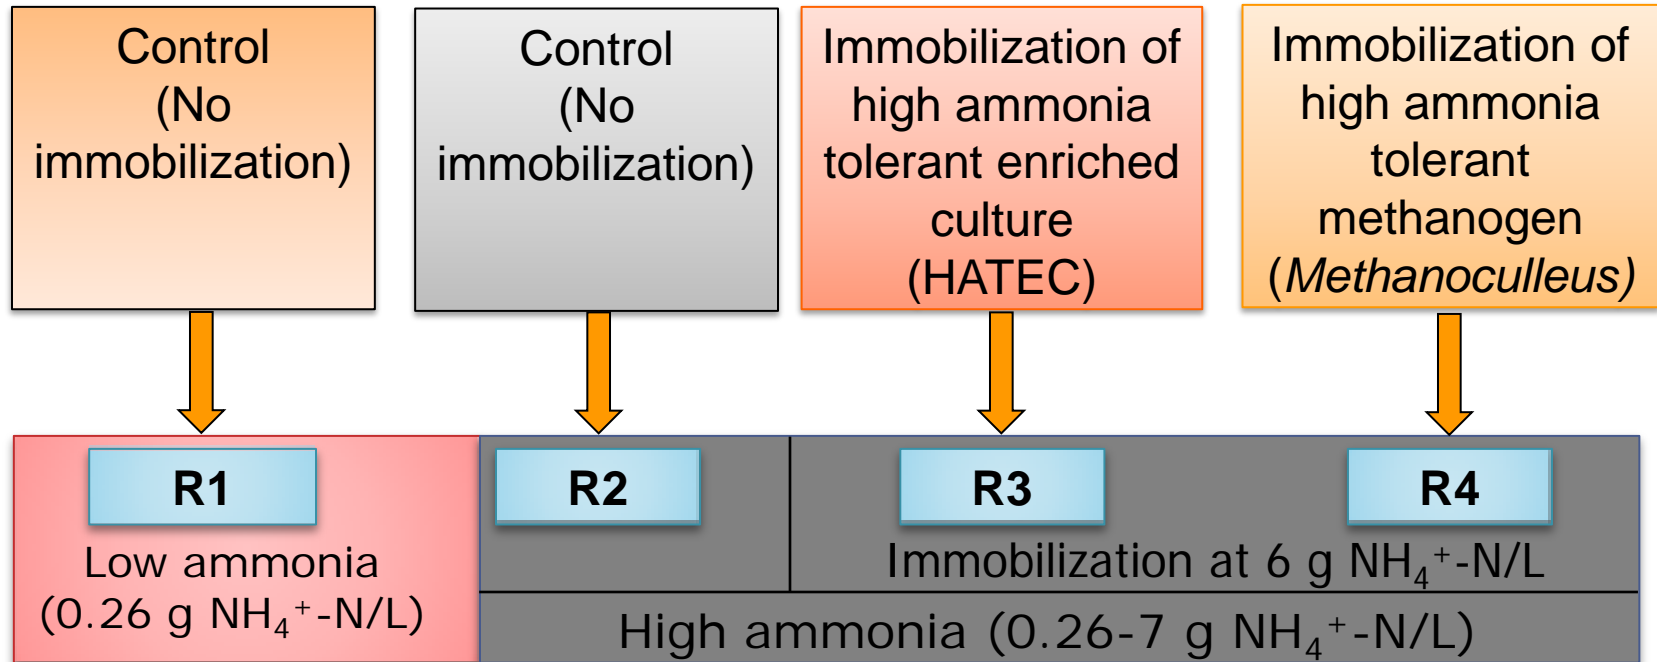 Control
(No
immobilization)
Control
(No
immobilization)
Immobilization of
high ammonia
tolerant enriched
culture
(HATEC)
Immobilization of
high ammonia
tolerant
methanogen
(Methanoculleus)
R1
R2
R3
R4
Low ammonia
(0.26 g NH₄⁺-N/L)
Immobilization at 6 g NH₄⁺-N/L
High ammonia (0.26-7 g NH₄⁺-N/L)